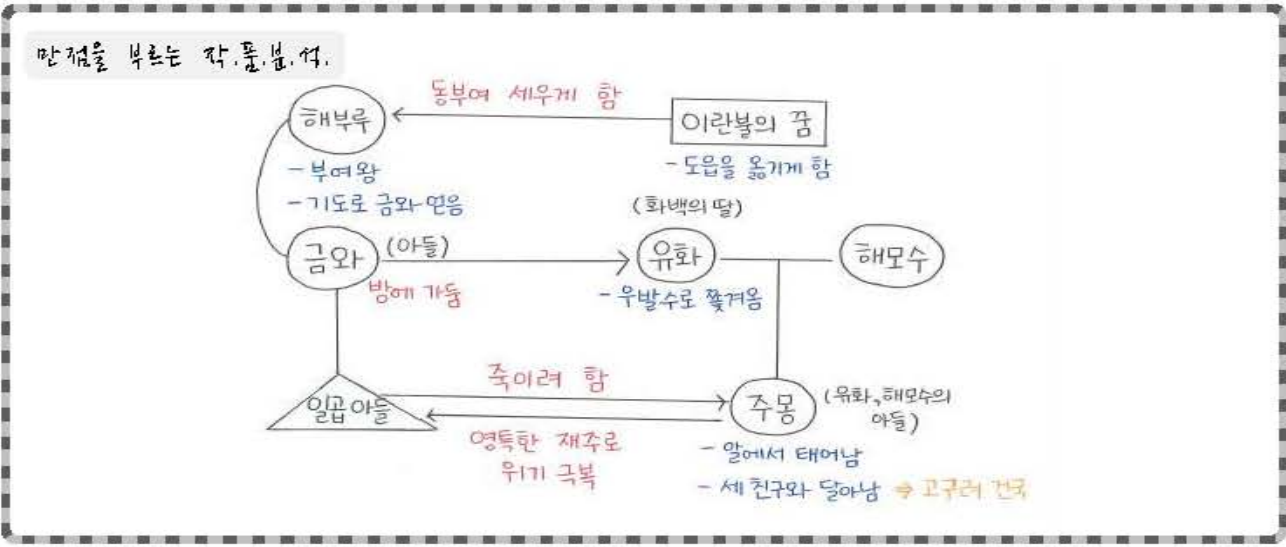 만점을 부르는 작.품.분.석.
동부여 세우게 함
해부루
이란불의 꿈
- 부여왕
- 도읍을 옮기게 함
- 기도로 금와 얻음
(화백의 딸)
금와 (아들)
유화
해모수
방에 가둠
- 우발수로 쫓겨옴
죽이려 함
일곱 아들
주몽 (유화, 해모수의
아들)
영특한 재주로
위기 극복
- 알에서 태어남
- 세 친구와 달아남 ⇒ 고구려 건국